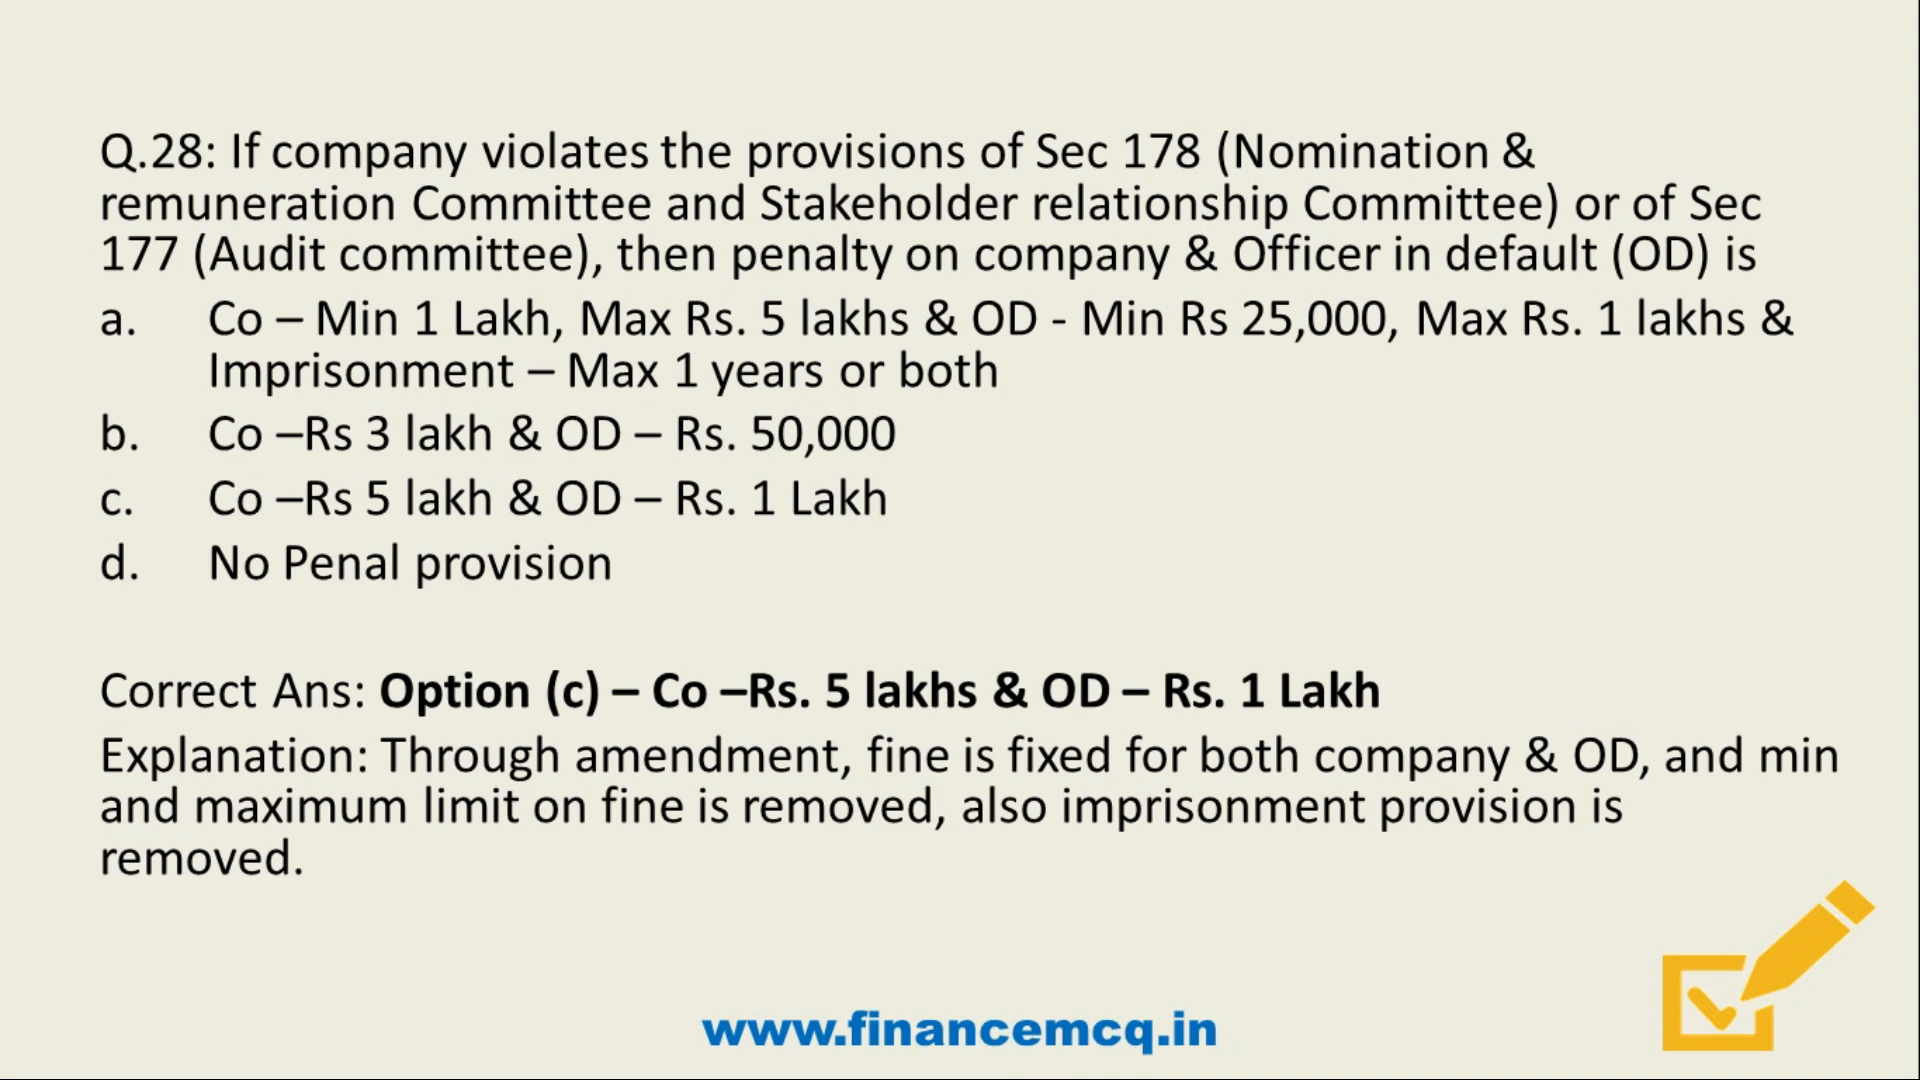 Q.28: If company violates the provisions of Sec 178 (Nomination &
remuneration Committee and Stakeholder relationship Committee) or of Sec
177 (Audit committee), then penalty on company & Officer in default (OD) is
a. Co – Min 1 Lakh, Max Rs. 5 lakhs & OD - Min Rs 25,000, Max Rs. 1 lakhs &
Imprisonment – Max 1 years or both
b. Co –Rs 3 lakh & OD – Rs. 50,000
c. Co –Rs 5 lakh & OD – Rs. 1 Lakh
d. No Penal provision
Correct Ans: Option (c) – Co –Rs. 5 lakhs & OD – Rs. 1 Lakh
Explanation: Through amendment, fine is fixed for both company & OD, and min
and maximum limit on fine is removed, also imprisonment provision is
removed.
www.financemcq.in